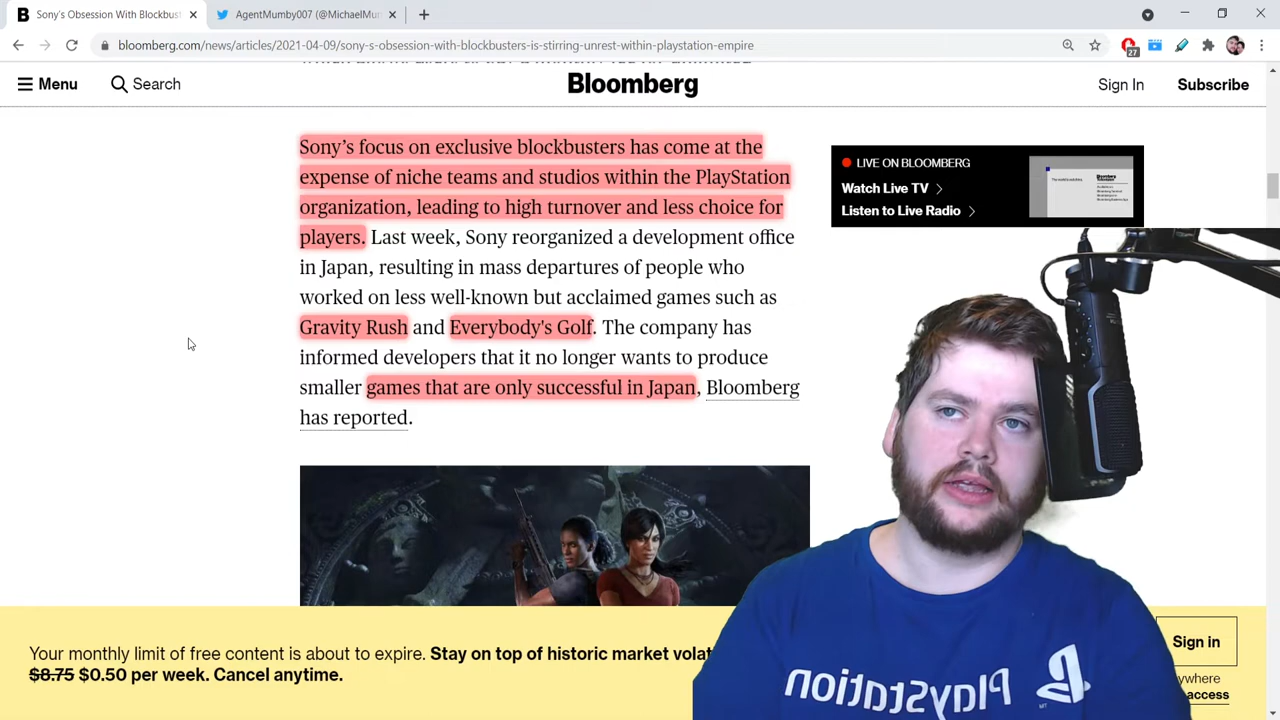 Sony's Obsession With Blockbust
AgentMumby007 (@MichaelMum
bloomberg.com/news/articles/2021-04-09/sony-s-obsession-with-blockbusters-is-stirring-unrest-within-playstation-empire
27
Menu
Search
Bloomberg
Sign In
Subscribe
Sony's focus on exclusive blockbusters has come at the
expense of niche teams and studios within the PlayStation
organization, leading to high turnover and less choice for
players. Last week, Sony reorganized a development office
in Japan, resulting in mass departures of people who
worked on less well-known but acclaimed games such as
Gravity Rush and Everybody's Golf. The company has
informed developers that it no longer wants to produce
smaller games that are only successful in Japan, Bloomberg
has reported.
LIVE ON BLOOMBERG
Watch Live TV
Listen to Live Radio
Your monthly limit of free content is about to expire. Stay on top of historic market volat
$8.75 $0.50 per week. Cancel anytime.
Sign in
ywhere
access
PlayStation